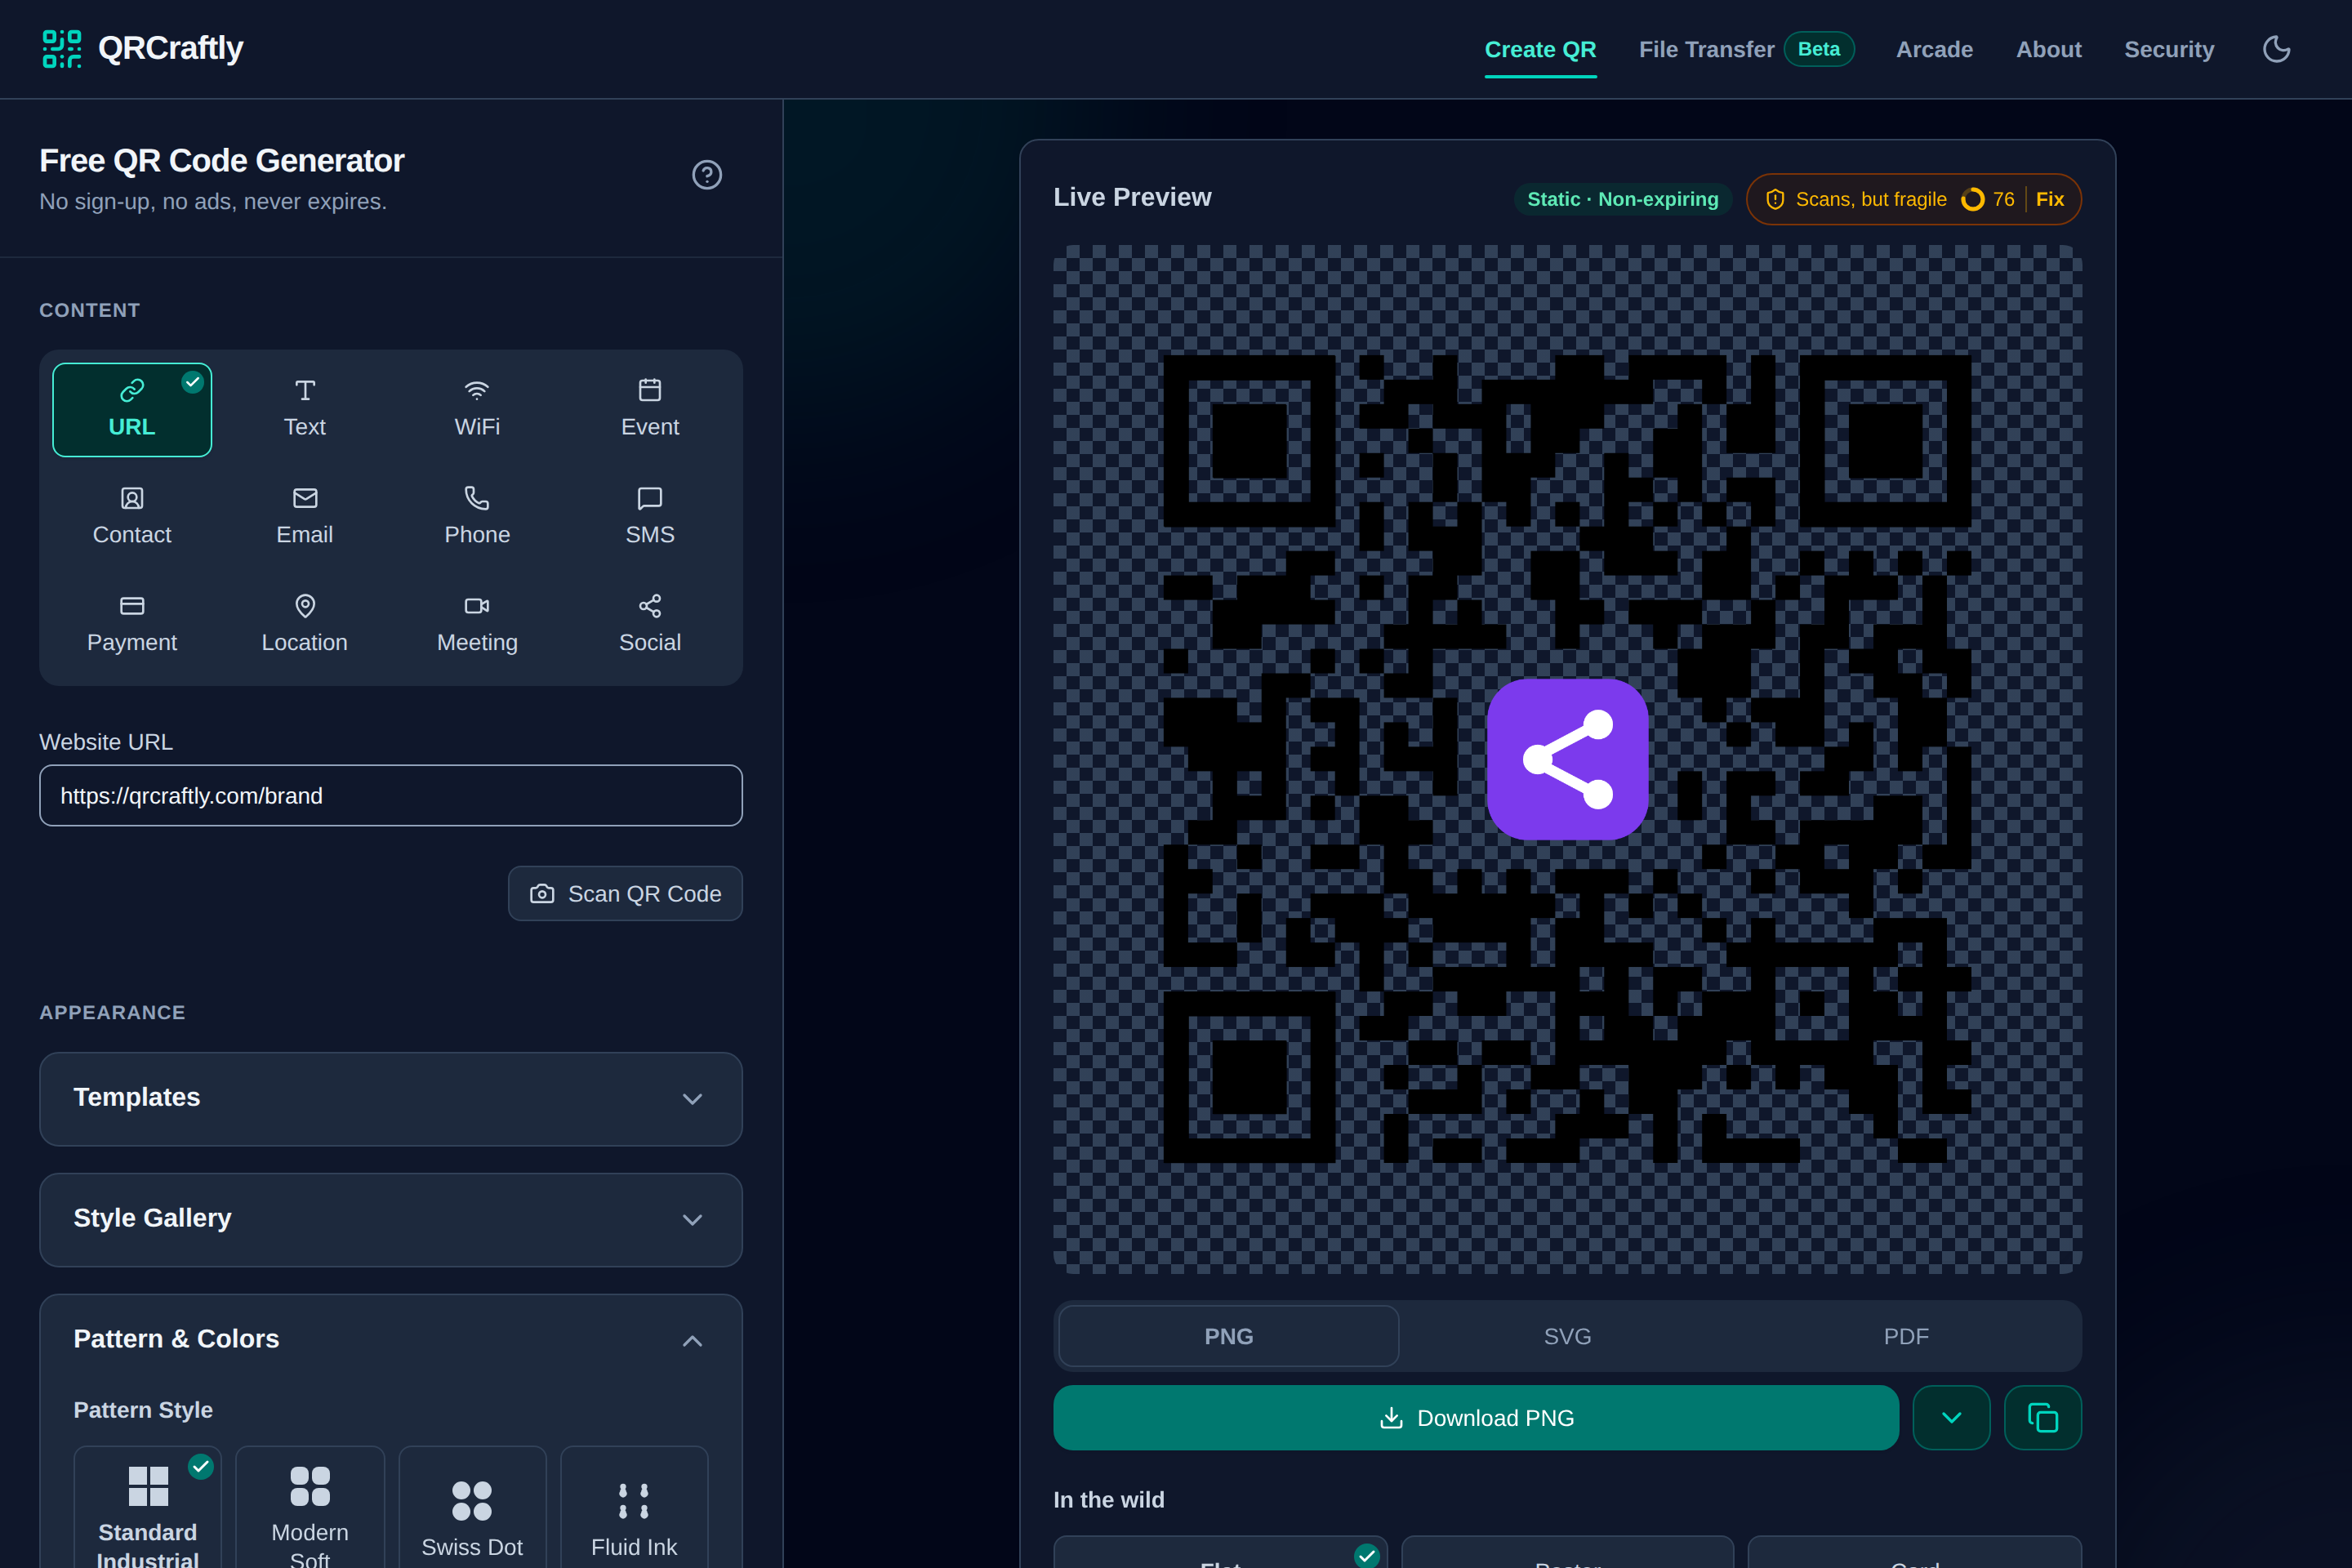 QRCraftly
Create QR
File Transfer Beta
Arcade
About
Security
Free QR Code Generator
No sign-up, no ads, never expires.
CONTENT
URL
Text
WiFi
Event
Contact
Email
Phone
SMS
Payment
Location
Meeting
Social
Website URL
https://qrcraftly.com/brand
Scan QR Code
APPEARANCE
Templates
Style Gallery
Pattern & Colors
Pattern Style
Standard
Industrial
Modern
Soft
Swiss Dot
Fluid Ink
Live Preview
Static · Non-expiring
Scans, but fragile 76 Fix
PNG
SVG
PDF
Download PNG
In the wild
Flat
Poster
Card